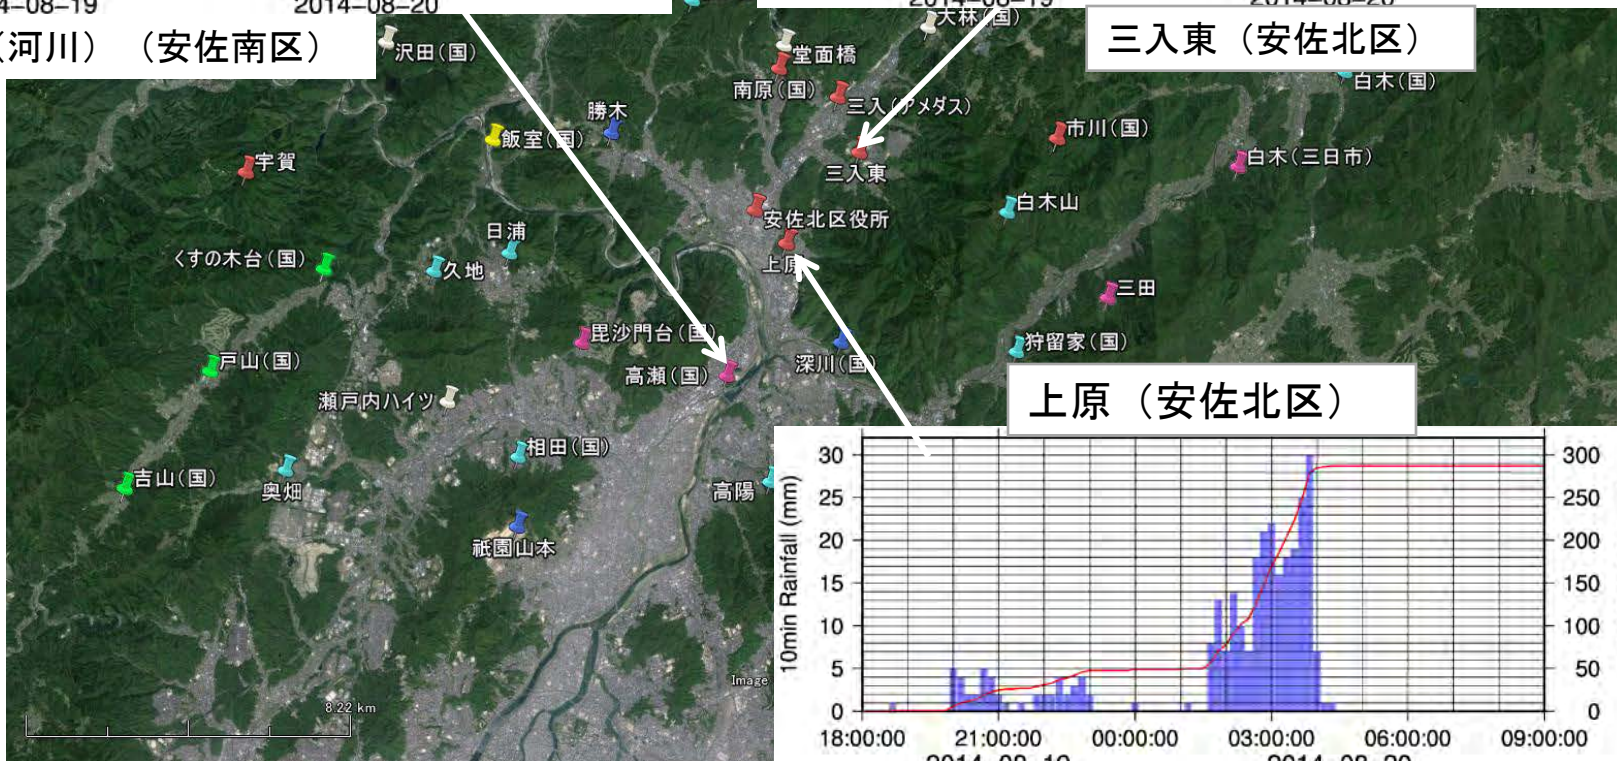 2014-08-20
2014-08-19
大林(国)
(河川) (安佐南区)
沢田(国)
三入東 (安佐北区)
堂面橋
南原(国)
白木(国)
三入(アメダス)
勝木
飯室(国)
市川(国)
宇賀
三入東
白木(三日市)
安佐北区役所
白木山
日浦
くすの木台(国)
久地
上原
三田
毘沙門台(国)
狩留家(国)
戸山(国)
高瀬(国)
深川(国)
瀬戸内ハイツ
上原 (安佐北区)
相田(国)
吉山(国)
奥畑
高陽
祇園山本
Image
8.22 km
10min Rainfall (mm)
30
25
20
15
10
5
0
300
250
200
150
100
50
0
18:00:00 21:00:00 00:00:00 03:00:00 06:00:00 09:00:00